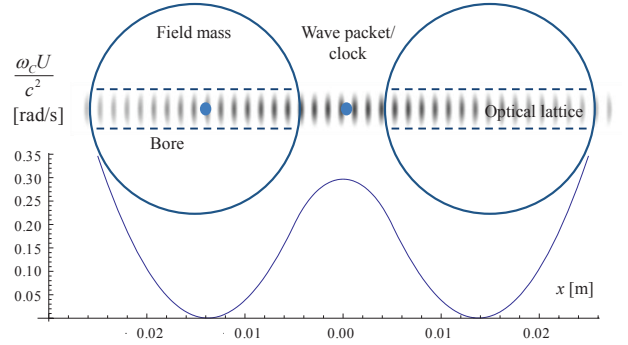 Field mass
Wave packet/
clock
ω_C U
c²
[rad/s]
Optical lattice
Bore
0.35
0.30
0.25
0.20
0.15
0.10
0.05
x [m]
0.02 0.01 0.00 0.01 0.02